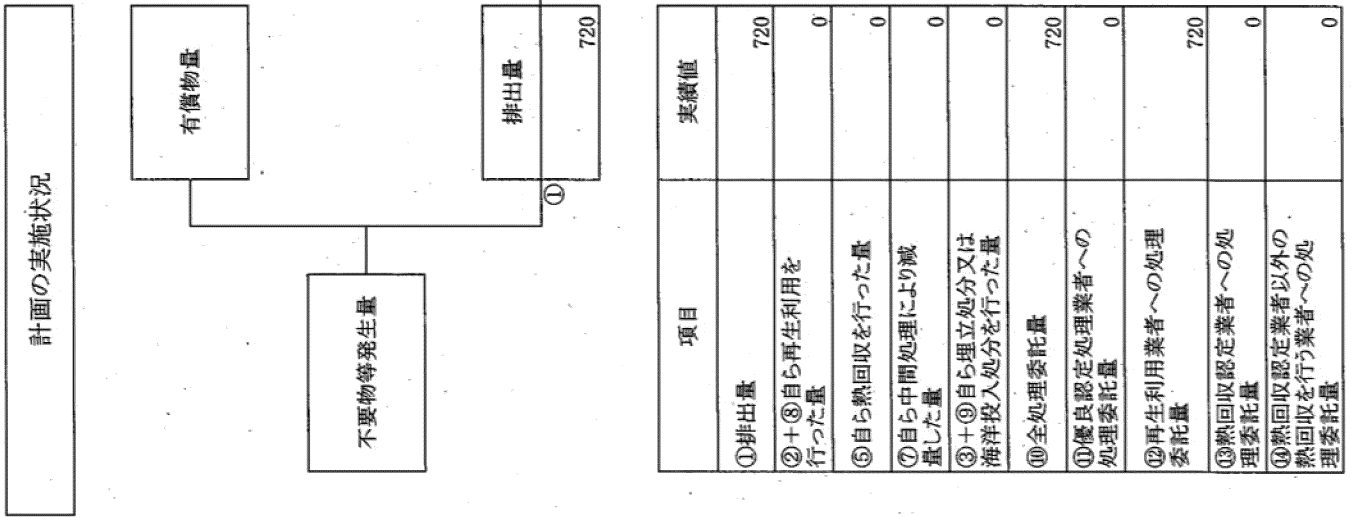 計画の実施状況
有償物量
不要物等発生量
①
排出量
720
項目 実績値
①排出量 720
②+⑧自ら再生利用を
行った量 0
⑤自ら熱回収を行った量 0
⑦自ら中間処理により減
量した量 0
③+⑨自ら埋立処分又は
海洋投入処分を行った量 0
⑩全処理委託量 720
⑪優良認定処理業者への
処理委託量 0
⑫再生利用業者への処理
委託量 720
⑬熱回収認定業者への処
理委託量 0
⑭熱回収認定業者以外の
熱回収を行う業者への処
理委託量 0